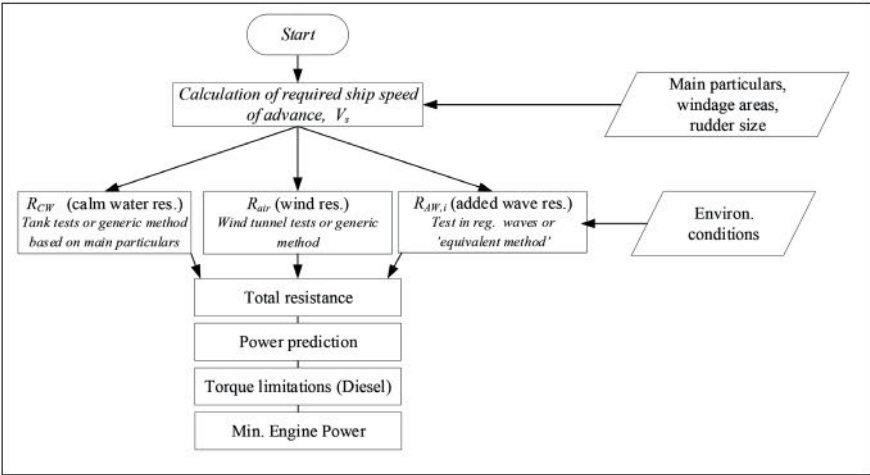 Start
Calculation of required ship speed
of advance, Vs
Main particulars,
windage areas,
rudder size
RCW (calm water res.)
Tank tests or generic method
based on main particulars
Rair (wind res.)
Wind tunnel tests or generic
method
RAW,i (added wave res.)
Test in reg. waves or
'equivalent method'
Environ.
conditions
Total resistance
Power prediction
Torque limitations (Diesel)
Min. Engine Power